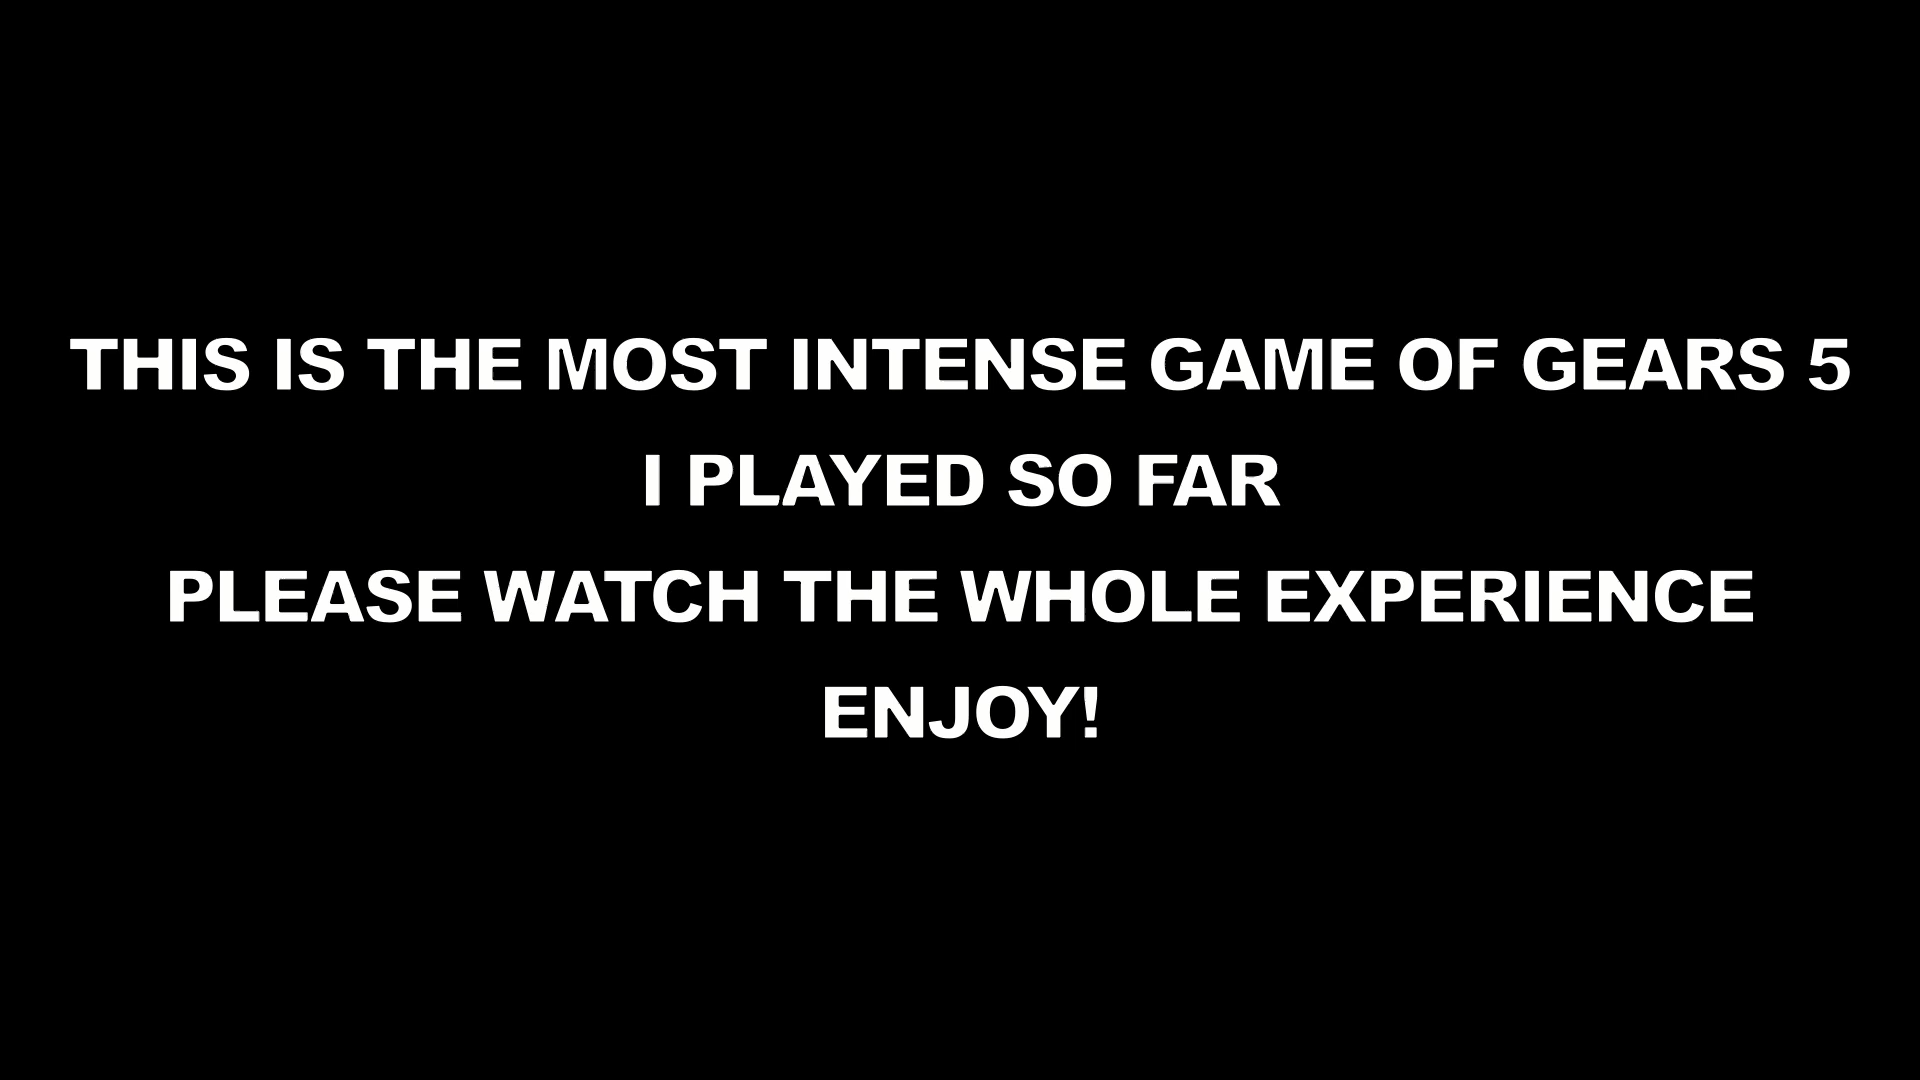 THIS IS THE MOST INTENSE GAME OF GEARS 5
I PLAYED SO FAR
PLEASE WATCH THE WHOLE EXPERIENCE
ENJOY!